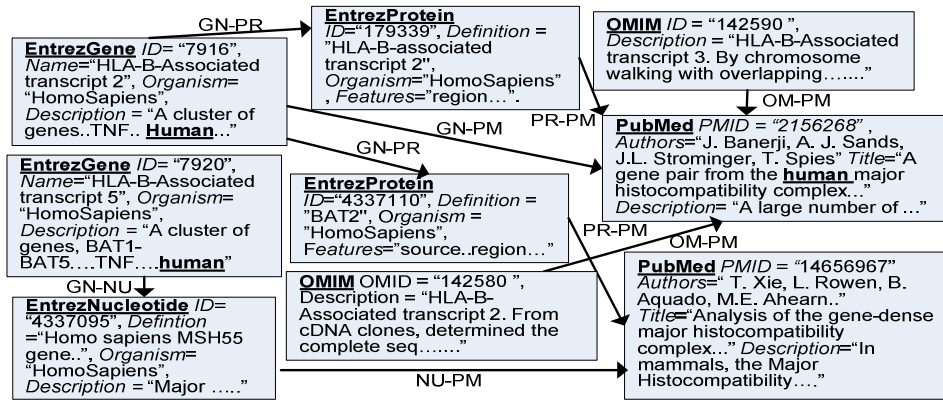 GN-PR
EntrezGene ID= "7916",
Name="HLA-B-Associated
transcript 2", Organism=
"HomoSapiens",
Description = "A cluster of
genes..TNF.. Human..."
EntrezProtein
ID="179339", Definition =
"HLA-B-associated
transcript 2", 
Organism="HomoSapiens"
, Features="region…".
OMIM ID = "142590" ,
Description = "HLA-B-Associated
transcript 3. By chromosome
walking with overlapping…...."
GN-PM
PR-PM
OM-PM
GN-PR
PubMed PMID = "2156268" ,
Authors="J. Banerji, A. J. Sands,
J.L. Strominger, T. Spies" Title="A
gene pair from the human major
histocompatibility complex..."
Description= "A large number of ..."
EntrezGene ID= "7920",
Name="HLA-B-Associated
transcript 5", Organism=
"HomoSapiens",
Description = "A cluster of
genes, BAT1-
BAT5….TNF….human"
EntrezProtein
ID="4337110", Definition =
"BAT2", Organism =
"HomoSapiens",
Features="source..region…"
PR-PM
OM-PM
GN-NU
EntrezNucleotide ID=
"4337095", Defintion
="Homo sapiens MSH55
gene..", Organism=
"HomoSapiens",
Description = "Major ….."
OMIM OMID = "142580 ",
Description = "HLA-B-
Associated transcript 2. From
cDNA clones, determined the
complete seq…...."
PubMed PMID = "14656967"
Authors=" T. Xie, L. Rowen, B.
Aquado, M.E. Ahearn.."
Title="Analysis of the gene-dense
major histocompatibility
complex..." Description="In
mammals, the Major
Histocompatibility…."
NU-PM